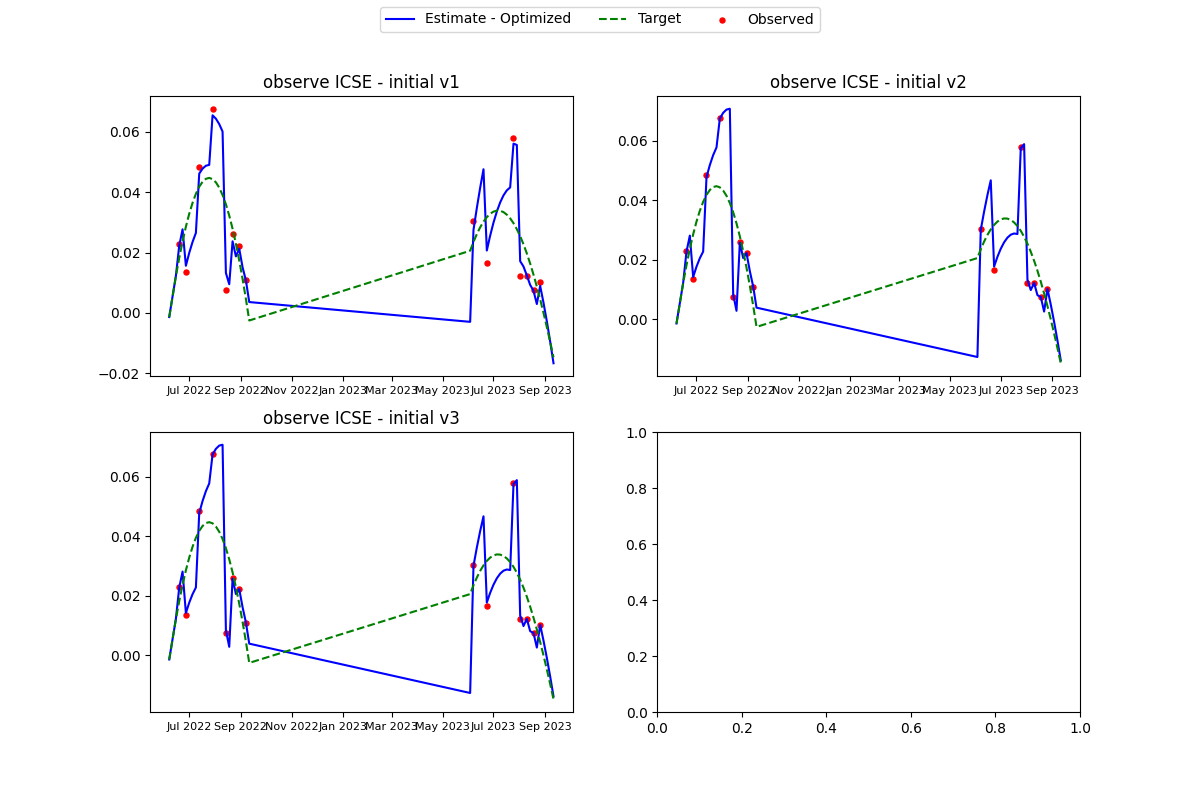 Estimate - Optimized Target Observed
observe ICSE - initial v1
0.06
0.04
0.02
0.00
−0.02
Jul 2022 Sep 2022 Nov 2022 Jan 2023 Mar 2023 May 2023 Jul 2023 Sep 2023
observe ICSE - initial v2
0.06
0.04
0.02
0.00
Jul 2022 Sep 2022 Nov 2022 Jan 2023 Mar 2023 May 2023 Jul 2023 Sep 2023
observe ICSE - initial v3
0.06
0.04
0.02
0.00
Jul 2022 Sep 2022 Nov 2022 Jan 2023 Mar 2023 May 2023 Jul 2023 Sep 2023
1.0
0.8
0.6
0.4
0.2
0.0
0.0 0.2 0.4 0.6 0.8 1.0